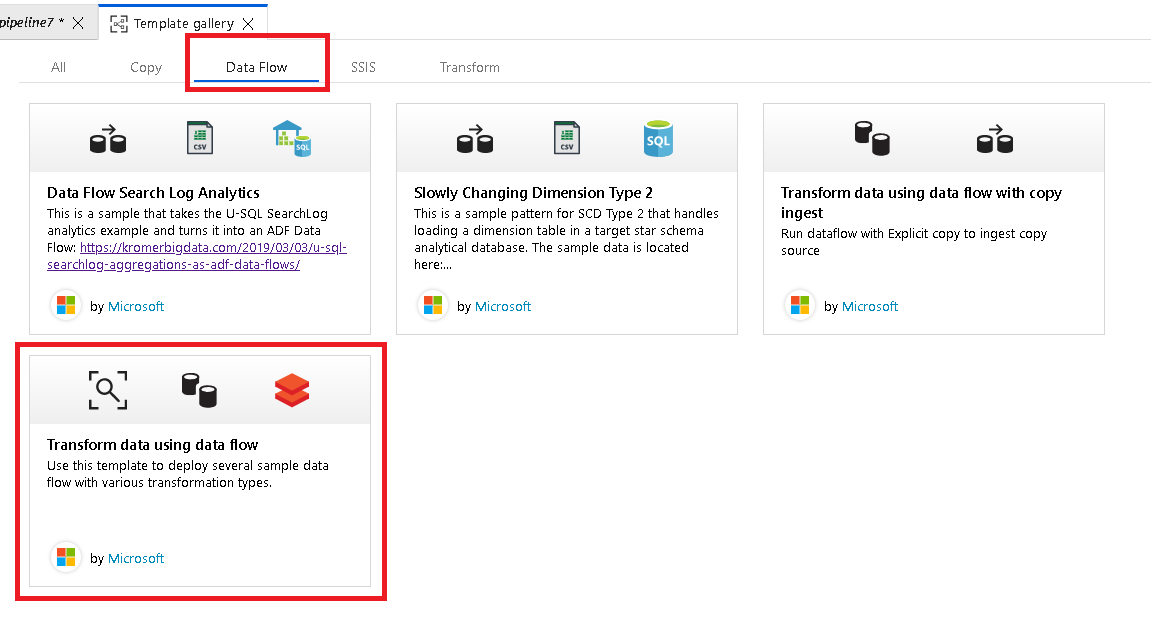 pipeline7 *
Template gallery
All
Copy
Data Flow
SSIS
Transform
CSV
SQL
CSV
SQL
Data Flow Search Log Analytics
This is a sample that takes the U-SQL SearchLog
analytics example and turns it into an ADF Data
Flow: https://kromerbigdata.com/2019/03/03/u-sql-
searchlog-aggregations-as-adf-data-flows/
by Microsoft
Slowly Changing Dimension Type 2
This is a sample pattern for SCD Type 2 that handles
loading a dimension table in a target star schema
analytical database. The sample data is located
here:...
by Microsoft
Transform data using data flow with copy
ingest
Run dataflow with Explicit copy to ingest copy
source
by Microsoft
Transform data using data flow
Use this template to deploy several sample data
flow with various transformation types.
by Microsoft